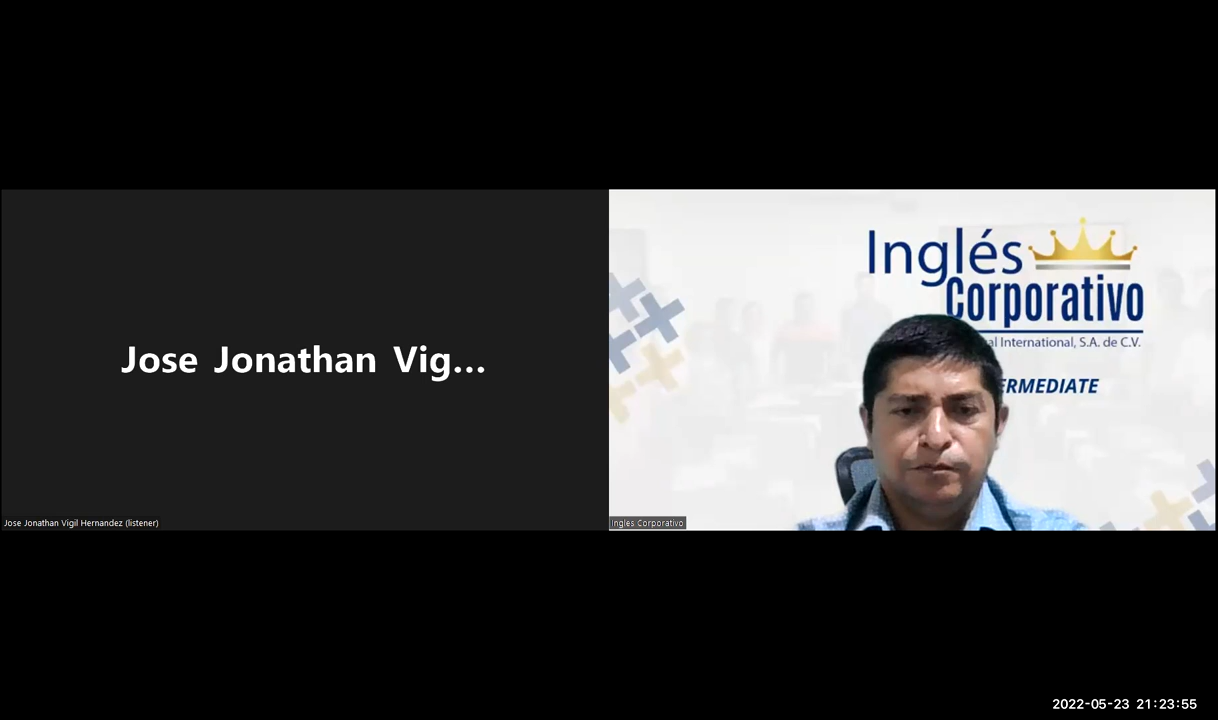 Jose Jonathan Vig...
Jose Jonathan Vigil Hernandez (listener)
Inglés
Corporativo
International, S.A. de C.V.
Ingles Corporativo
2022-05-23 21:23:55